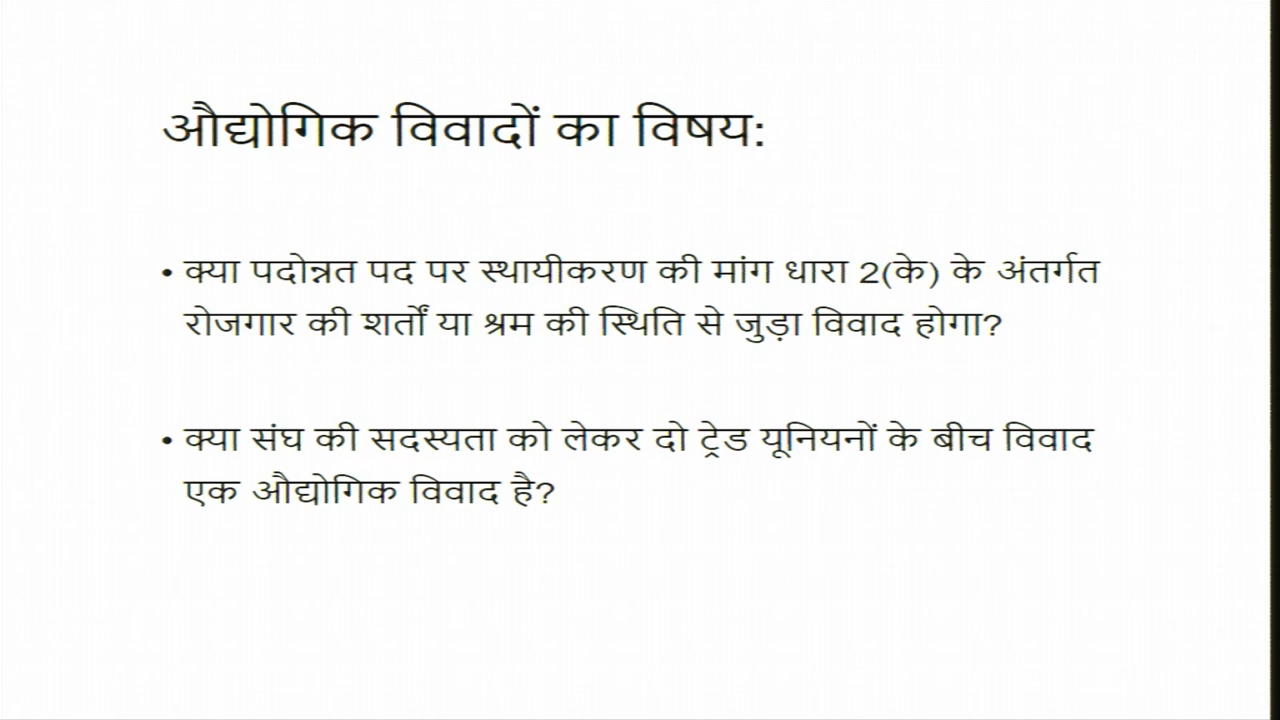 औद्योगिक विवादों का विषय:
• क्या पदोन्नत पद पर स्थायीकरण की मांग धारा 2(के) के अंतर्गत
रोजगार की शर्तों या श्रम की स्थिति से जुड़ा विवाद होगा?
• क्या संघ की सदस्यता को लेकर दो ट्रेड यूनियनों के बीच विवाद
एक औद्योगिक विवाद है?